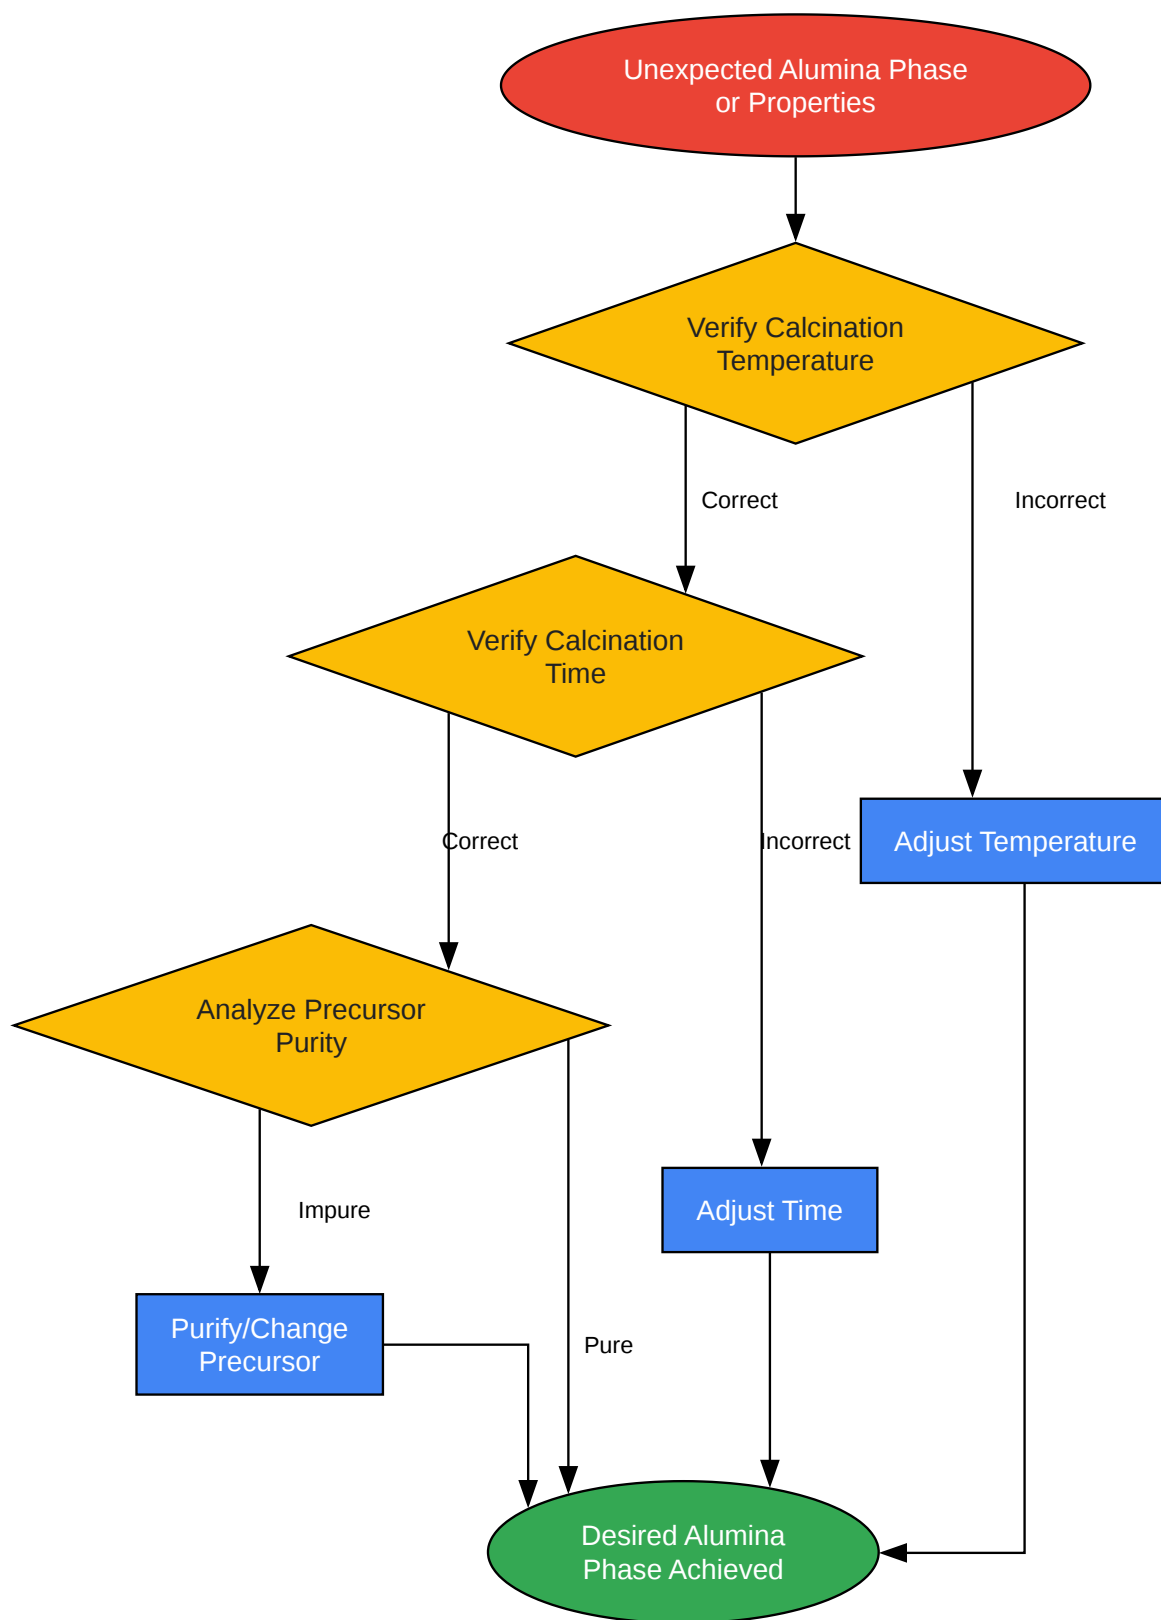 Unexpected Alumina Phase
or Properties
Verify Calcination
Temperature
Correct
Incorrect
Verify Calcination
Time
Correct
Incorrect
Adjust Temperature
Analyze Precursor
Purity
Impure
Adjust Time
Purify/Change
Precursor
Pure
Desired Alumina
Phase Achieved